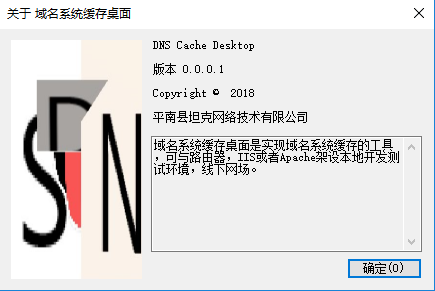 关于 域名系统缓存桌面
DNS Cache Desktop
版本 0.0.0.1
Copyright © 2018
平南县坦克网络技术有限公司
域名系统缓存桌面是实现域名系统缓存的工具
，可与路由器，IIS或者Apache架设本地开发测
试环境，线下网场。
确定(O)